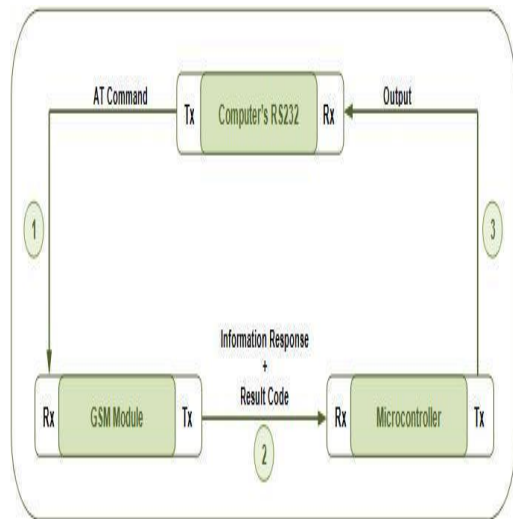 AT Command
Output
Tx Computer's RS232 Rx
1
3
Information Response
+
Result Code
Rx GSM Module Tx
Rx Microcontroller Tx
2